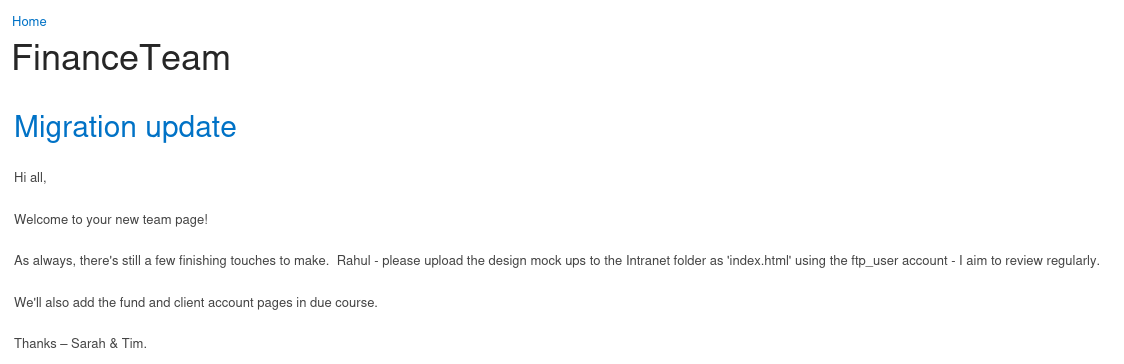 Home
FinanceTeam
Migration update
Hi all,
Welcome to your new team page!
As always, there's still a few finishing touches to make.  Rahul - please upload the design mock ups to the Intranet folder as 'index.html' using the ftp_user account - I aim to review regularly.
We'll also add the fund and client account pages in due course.
Thanks – Sarah & Tim.